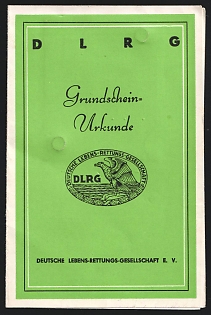 D L R G
Grundschein-
Urkunde
DEUTSCHE LEBENS-RETTUNGS-GESELLSCHAFT
DLRG
DEUTSCHE LEBENS-RETTUNGS-GESELLSCHAFT E. V.